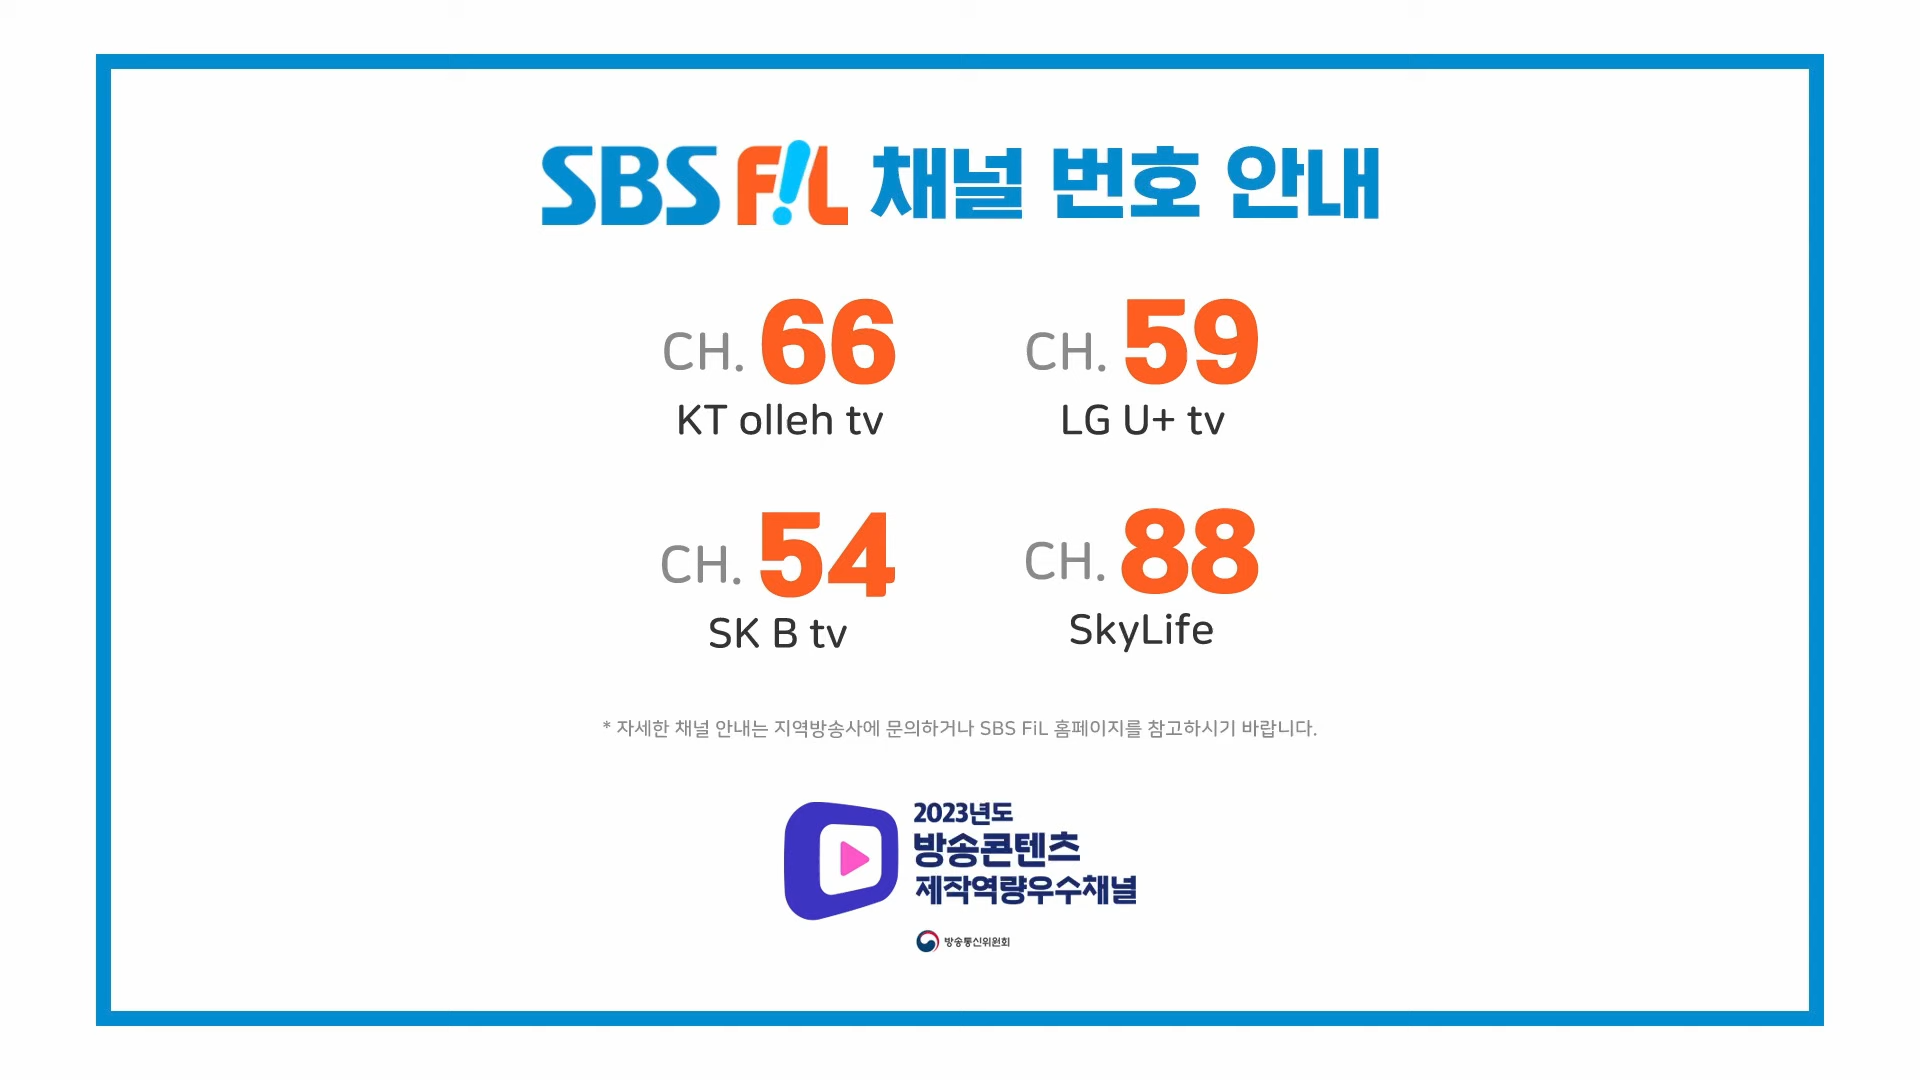 SBS F!L 채널 번호 안내
CH. 66
KT olleh tv
CH. 59
LG U+ tv
CH. 54
SK B tv
CH. 88
SkyLife
* 자세한 채널 안내는 지역방송사에 문의하거나 SBS FiL 홈페이지를 참고하시기 바랍니다.
2023년도
방송콘텐츠
제작역량우수채널
방송통신위원회